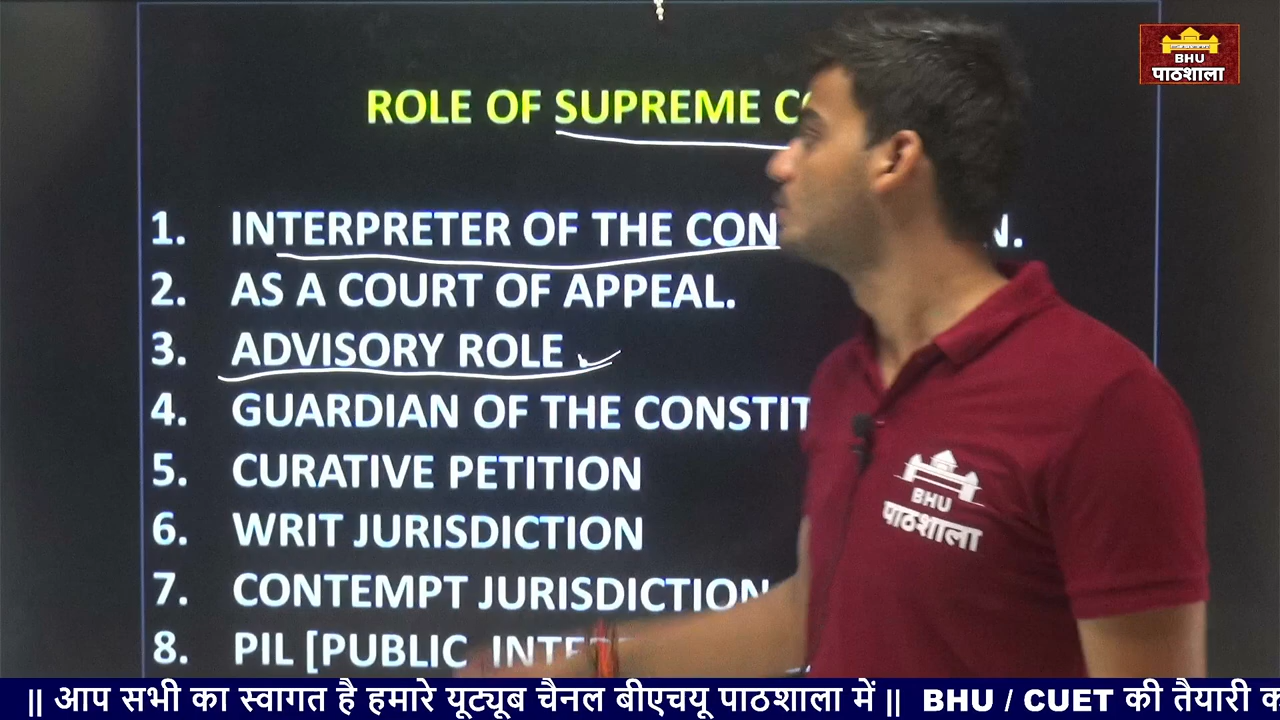 BHU
पाठशाला
ROLE OF SUPREME
1. INTERPRETER OF THE CON N.
2. AS A COURT OF APPEAL.
3. ADVISORY ROLE
4. GUARDIAN OF THE CONSTIT
5. CURATIVE PETITION
6. WRIT JURISDICTION
7. CONTEMPT JURISDICTION
8. PIL [PUBLIC INTE
BHU
पाठशाला
|| आप सभी का स्वागत है हमारे यूट्यूब चैनल बीएचयू पाठशाला में || BHU / CUET की तैयारी क